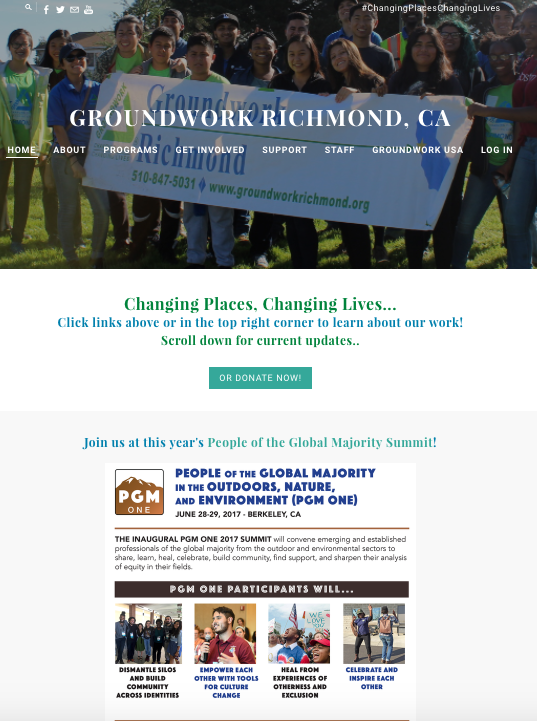 #ChangingPlacesChangingLives
GROUNDWORK RICHMOND, CA
Groundwork
Richmond
HOME ABOUT PROGRAMS GET INVOLVED SUPPORT STAFF GROUNDWORK USA LOG IN
510-847-5031 ♦ www.groundworkrichmond.org
Changing Places, Changing Lives...
Click links above or in the top right corner to learn about our work!
Scroll down for current updates..
OR DONATE NOW!
Join us at this year's People of the Global Majority Summit!
PGM
ONE
PEOPLE OF THE GLOBAL MAJORITY
IN THE OUTDOORS, NATURE,
AND ENVIRONMENT (PGM ONE)
JUNE 28-29, 2017 - BERKELEY, CA
THE INAUGURAL PGM ONE 2017 SUMMIT will convene emerging and established
professionals of the global majority from the outdoor and environmental sectors to
share, learn, heal, celebrate, build community, find support, and sharpen their analysis
of equity in their fields.
PGM ONE PARTICIPANTS WILL...
WE
LOVE
DISMANTLE SILOS
AND BUILD
COMMUNITY
ACROSS IDENTITIES
EMPOWER EACH
OTHER WITH TOOLS
FOR CULTURE
CHANGE
HEAL FROM
EXPERIENCES OF
OTHERNESS AND
EXCLUSION
CELEBRATE AND
INSPIRE EACH
OTHER